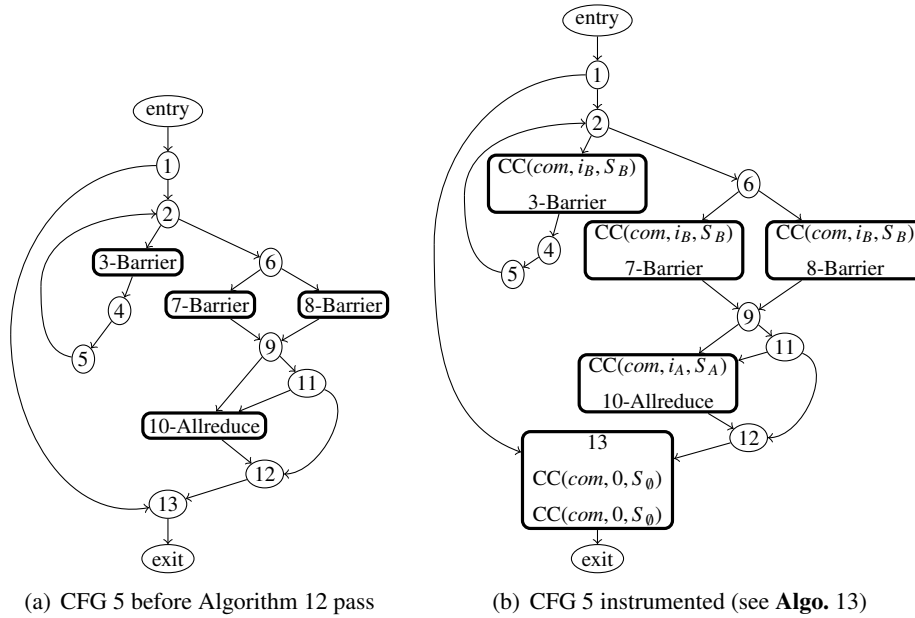 entry
1
2
3-Barrier
6
4
7-Barrier
8-Barrier
5
9
11
10-Allreduce
12
13
exit
(a) CFG 5 before Algorithm 12 pass
entry
1
2
CC(com, i_B, S_B)
3-Barrier
6
CC(com, i_B, S_B)
7-Barrier
CC(com, i_B, S_B)
8-Barrier
4
5
9
11
CC(com, i_A, S_A)
10-Allreduce
12
13
CC(com, 0, S_∅)
CC(com, 0, S_∅)
exit
(b) CFG 5 instrumented (see Algo. 13)